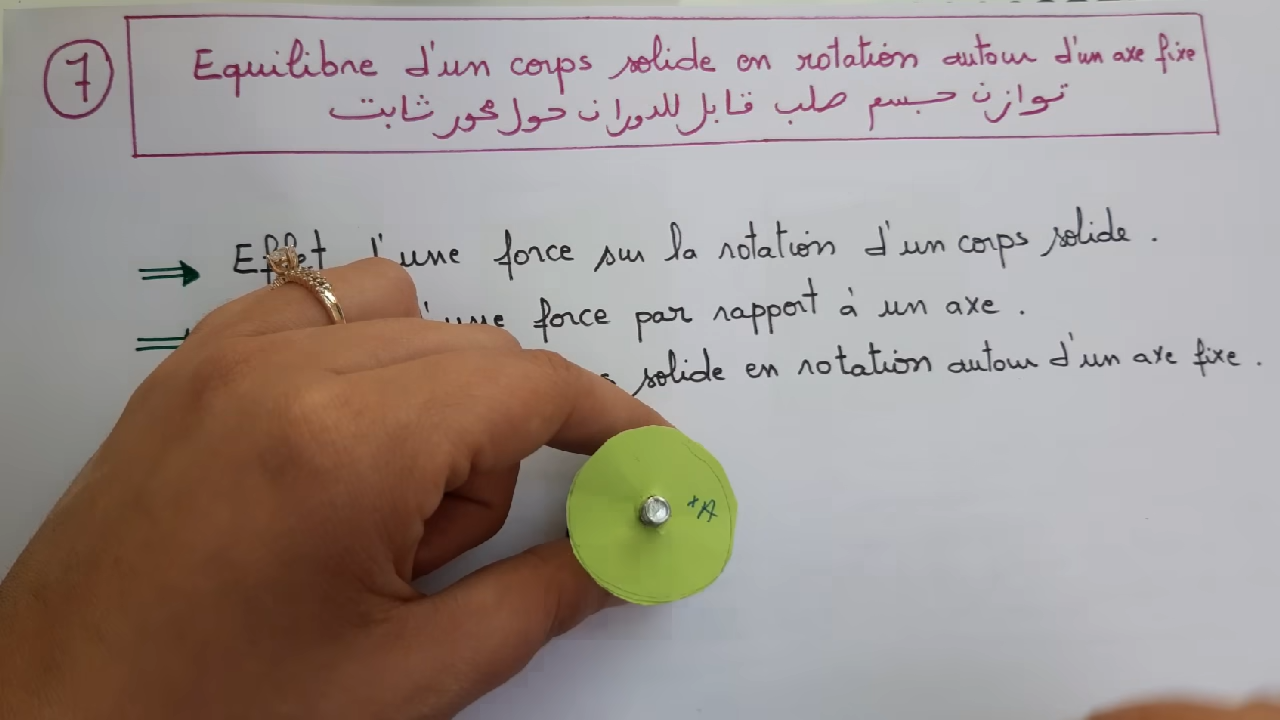 7
Equilibre d'un corps solide en rotation autour d'un axe fixe
توازن جسم صلب قابل للدوران حول محور ثابت
⇒ Effet d'une force sur la rotation d'un corps solide .
⇒ d'une force par rapport à un axe .
solide en rotation autour d'un axe fixe .
× A